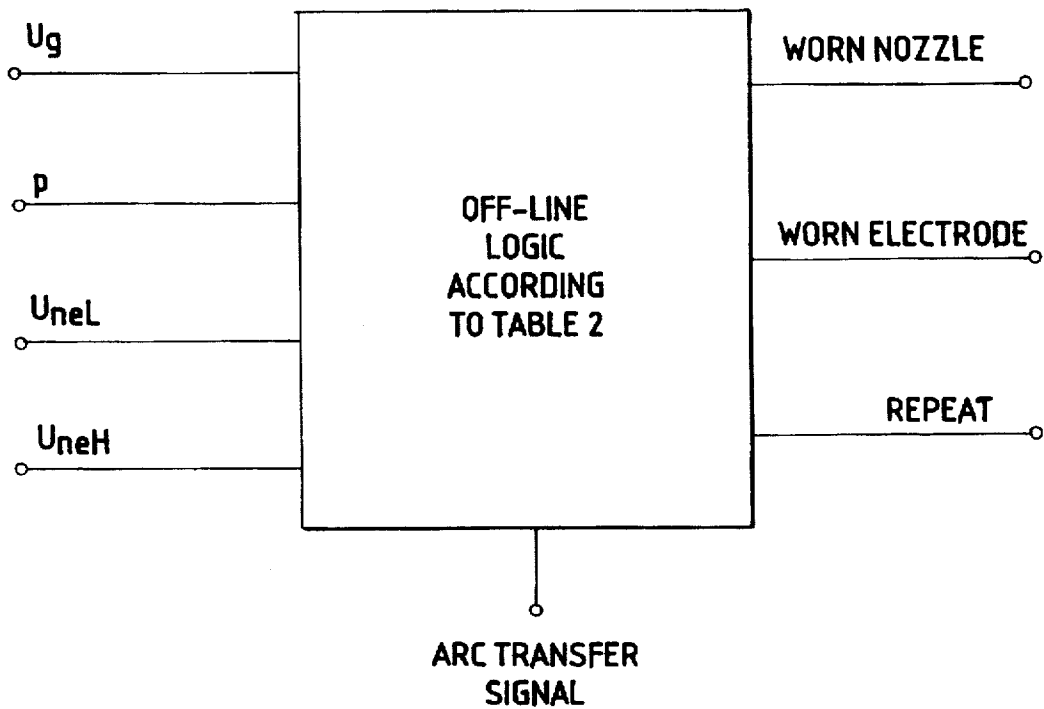 Ug
P
UneL
UneH
OFF-LINE
LOGIC
ACCORDING
TO TABLE 2
WORN NOZZLE
WORN ELECTRODE
REPEAT
ARC TRANSFER
SIGNAL